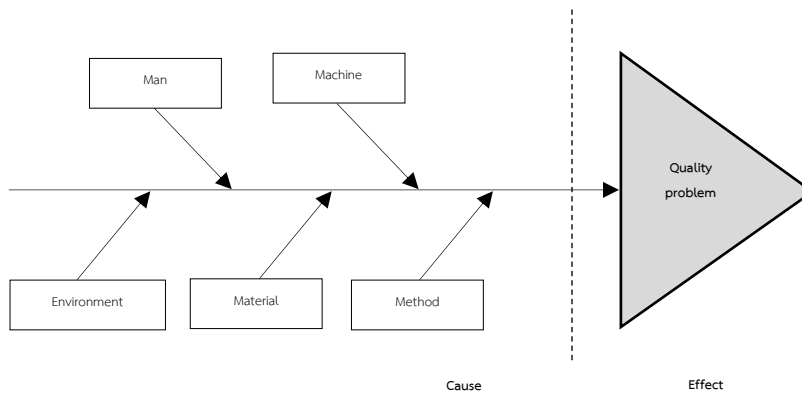 Man
Machine
Quality
problem
Environment
Material
Method
Cause
Effect